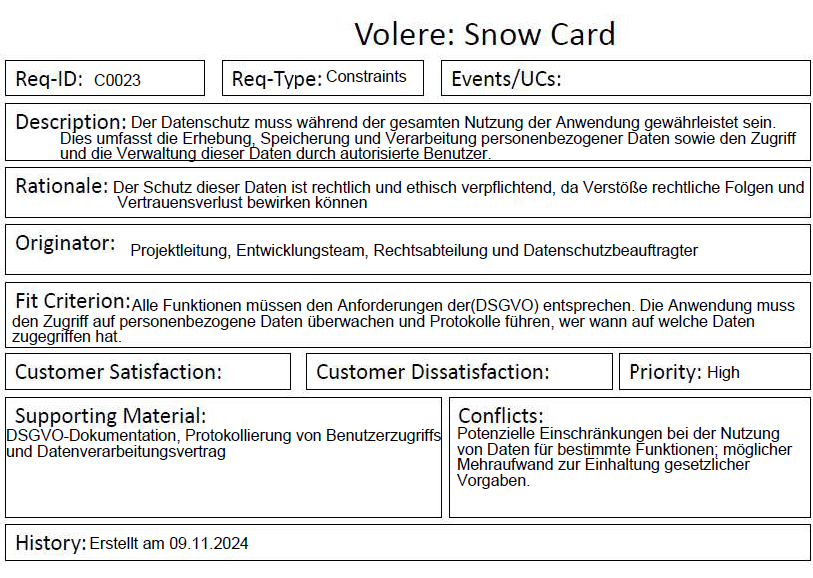 Volere: Snow Card
Req-ID: C0023
Req-Type: Constraints
Events/UCs:
Description: Der Datenschutz muss während der gesamten Nutzung der Anwendung gewährleistet sein.
Dies umfasst die Erhebung, Speicherung und Verarbeitung personenbezogener Daten sowie den Zugriff
und die Verwaltung dieser Daten durch autorisierte Benutzer.
Rationale: Der Schutz dieser Daten ist rechtlich und ethisch verpflichtend, da Verstöße rechtliche Folgen und
Vertrauensverlust bewirken können
Originator: Projektleitung, Entwicklungsteam, Rechtsabteilung und Datenschutzbeauftragter
Fit Criterion: Alle Funktionen müssen den Anforderungen der(DSGVO) entsprechen. Die Anwendung muss
den Zugriff auf personenbezogene Daten überwachen und Protokolle führen, wer wann auf welche Daten
zugegriffen hat.
Customer Satisfaction:
Customer Dissatisfaction:
Priority: High
Supporting Material:
DSGVO-Dokumentation, Protokollierung von Benutzerzugriffs
und Datenverarbeitungsvertrag
Conflicts:
Potenzielle Einschränkungen bei der Nutzung
von Daten für bestimmte Funktionen; möglicher
Mehraufwand zur Einhaltung gesetzlicher
Vorgaben.
History: Erstellt am 09.11.2024